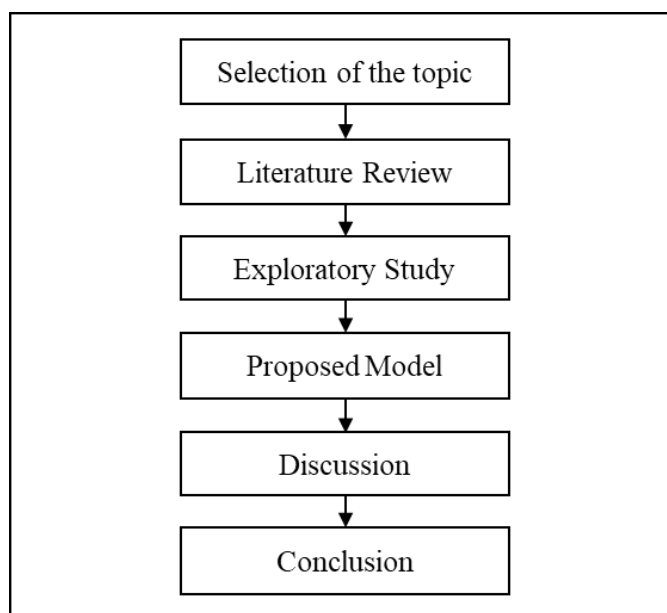 Selection of the topic
Literature Review
Exploratory Study
Proposed Model
Discussion
Conclusion